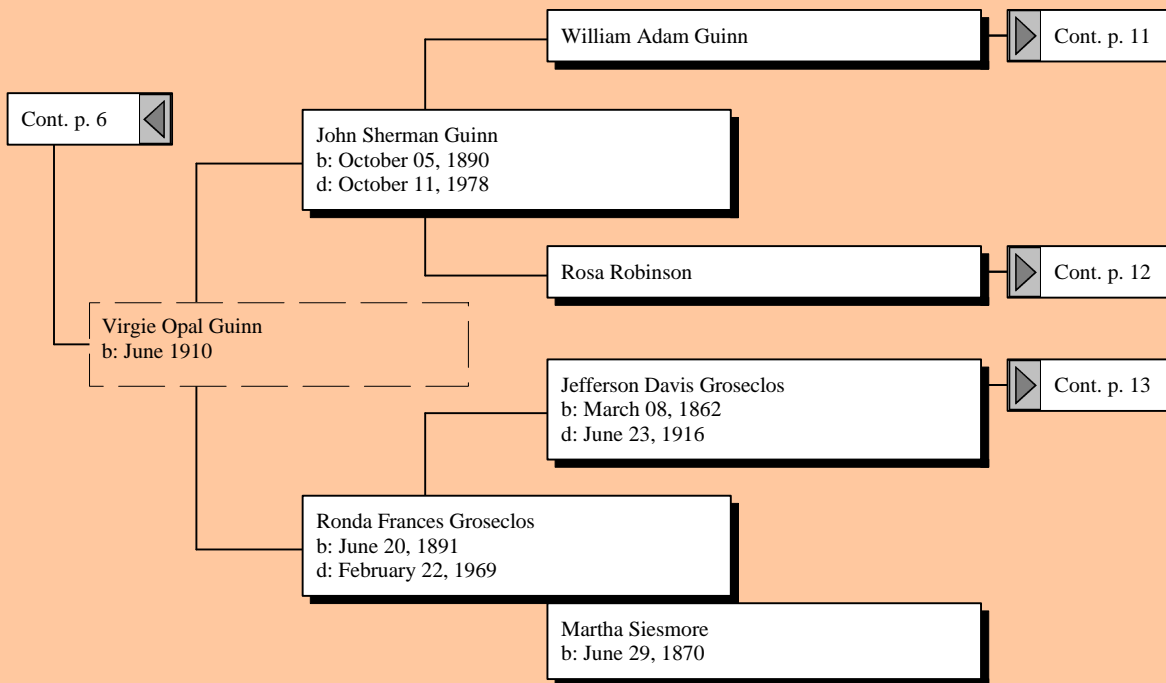 William Adam Guinn
Cont. p. 11
Cont. p. 6
John Sherman Guinn
b: October 05, 1890
d: October 11, 1978
Rosa Robinson
Cont. p. 12
Virgie Opal Guinn
b: June 1910
Jefferson Davis Groseclos
b: March 08, 1862
d: June 23, 1916
Cont. p. 13
Ronda Frances Groseclos
b: June 20, 1891
d: February 22, 1969
Martha Siesmore
b: June 29, 1870